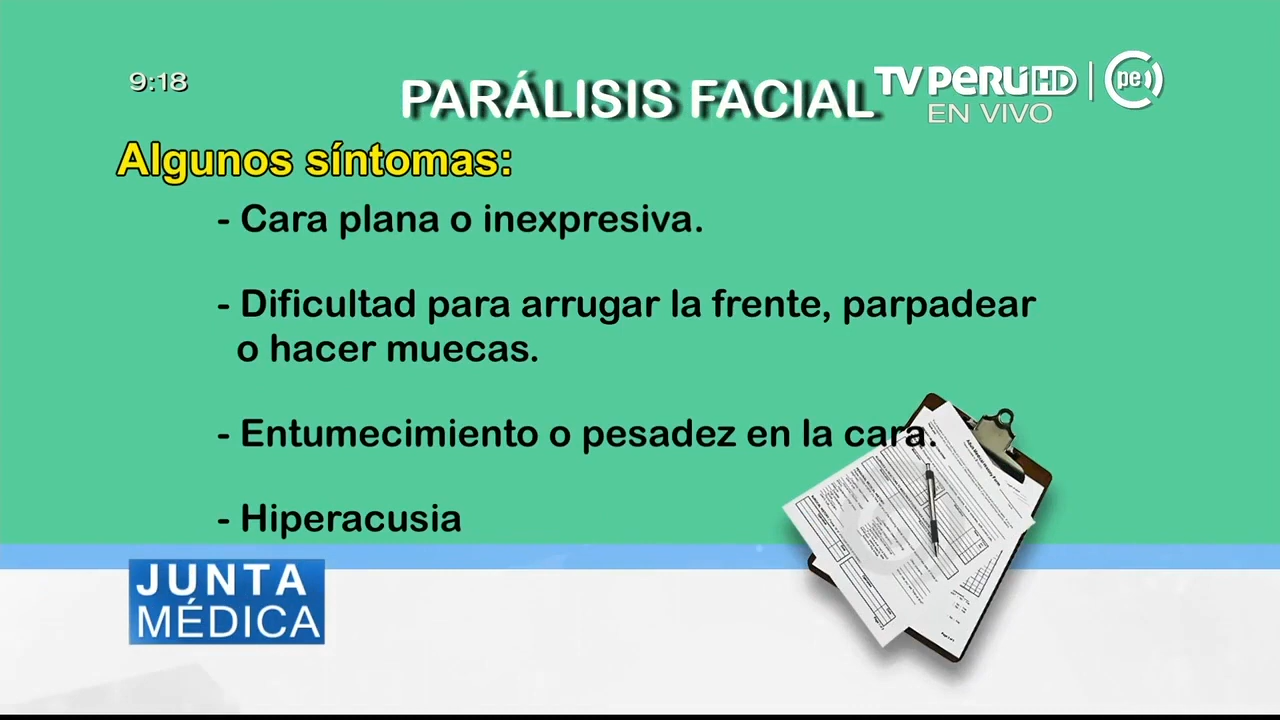 9:18
PARÁLISIS FACIAL
TV PERÚ HD
pe
EN VIVO
Algunos síntomas:
- Cara plana o inexpresiva.
- Dificultad para arrugar la frente, parpadear
o hacer muecas.
- Entumecimiento o pesadez en la cara.
- Hiperacusia
JUNTA
MÉDICA